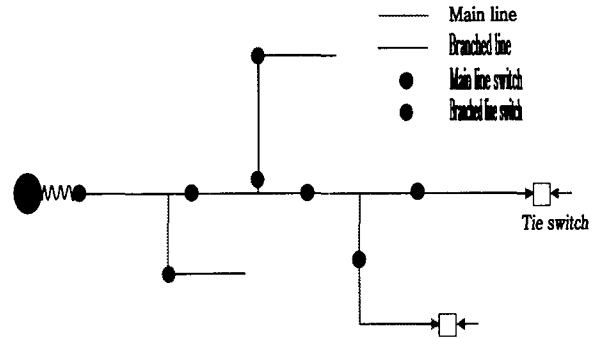 Main line
Branched line
Main line switch
Branched line switch
Tie switch